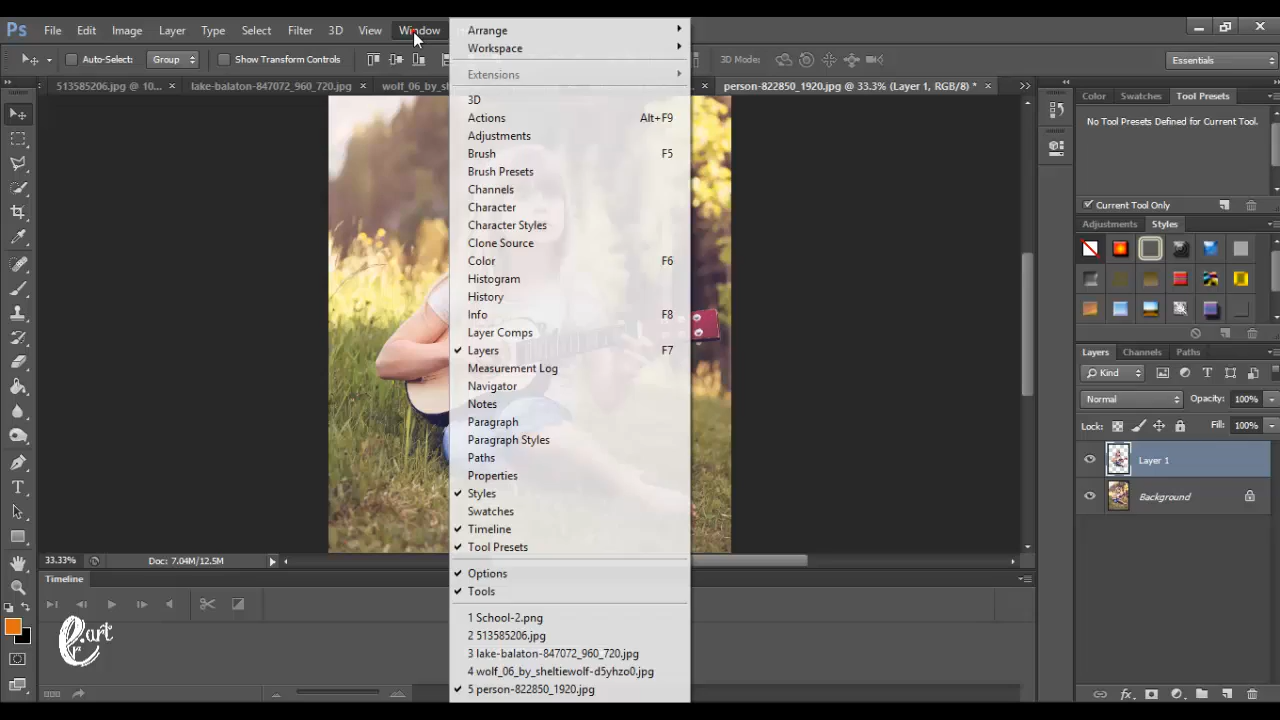 Ps File Edit Image Layer Type Select Filter 3D View Window
Auto-Select: Group Show Transform Controls 3D Mode: Essentials
513585206.jpg @ 10... × lake-balaton-847072_960_720.jpg × wolf_06_by_sh × person-822850_1920.jpg @ 33.3% (Layer 1, RGB/8) * ×
Arrange
Workspace
Extensions
3D
Actions Alt+F9
Adjustments
Brush F5
Brush Presets
Channels
Character
Character Styles
Clone Source
Color F6
Histogram
History
Info F8
Layer Comps
Layers F7
Measurement Log
Navigator
Notes
Paragraph
Paragraph Styles
Paths
Properties
Styles
Swatches
Timeline
Tool Presets
Options
Tools
1 School-2.png
2 513585206.jpg
3 lake-balaton-847072_960_720.jpg
4 wolf_06_by_sheltiewolf-d5yhzo0.jpg
5 person-822850_1920.jpg
Color Swatches Tool Presets
No Tool Presets Defined for Current Tool.
Current Tool Only
Adjustments Styles
Layers Channels Paths
Kind
Normal Opacity: 100%
Lock: Fill: 100%
Layer 1
Background
33.33% Doc: 7.04M/12.5M
Timeline
art